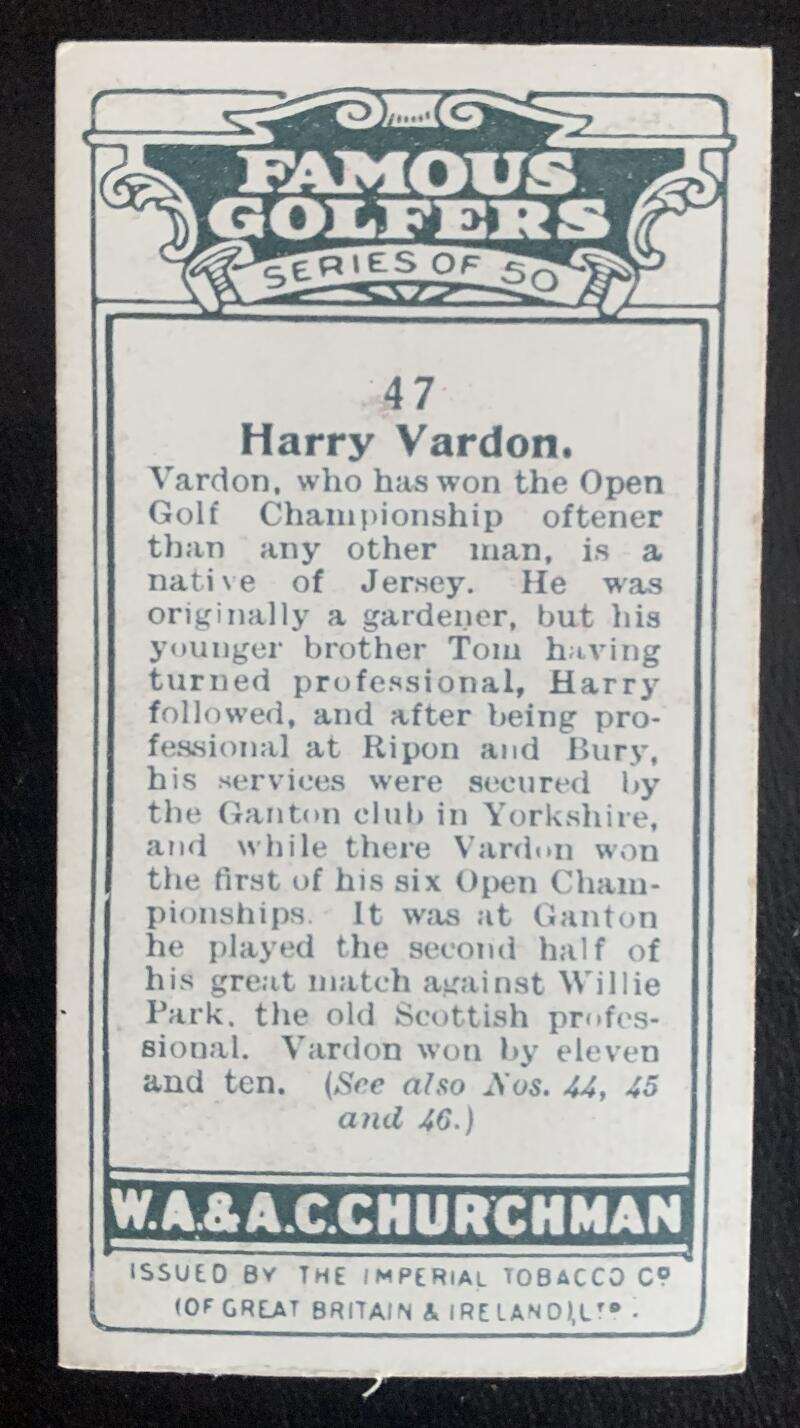 FAMOUS
GOLFERS
SERIES OF 50
47
Harry Vardon.
Vardon, who has won the Open
Golf Championship oftener
than any other man, is a
native of Jersey. He was
originally a gardener, but his
younger brother Tom having
turned professional, Harry
followed, and after being pro-
fessional at Ripon and Bury,
his services were secured by
the Ganton club in Yorkshire,
and while there Vardon won
the first of his six Open Cham-
pionships. It was at Ganton
he played the second half of
his great match against Willie
Park, the old Scottish profes-
sional. Vardon won by eleven
and ten. (See also Nos. 44, 45
and 46.)
W.A.&A.C.CHURCHMAN
ISSUED BY THE IMPERIAL TOBACCO Cº
(OF GREAT BRITAIN & IRELAND), Lᵀᴰ.